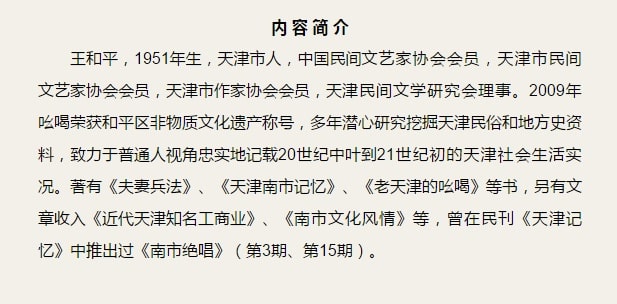 内容简介
王和平，1951年生，天津市人，中国民间文艺家协会会员，天津市民间
文艺家协会会员，天津市作家协会会员，天津民间文学研究会理事。2009年
吆喝荣获和平区非物质文化遗产称号，多年潜心研究挖掘天津民俗和地方史资
料，致力于普通人视角忠实地记载20世纪中叶到21世纪初的天津社会生活实
况。著有《夫妻兵法》、《天津南市记忆》、《老天津的吆喝》等书，另有文
章收入《近代天津知名工商业》、《南市文化风情》等，曾在民刊《天津记
忆》中推出过《南市绝唱》（第3期、第15期）。